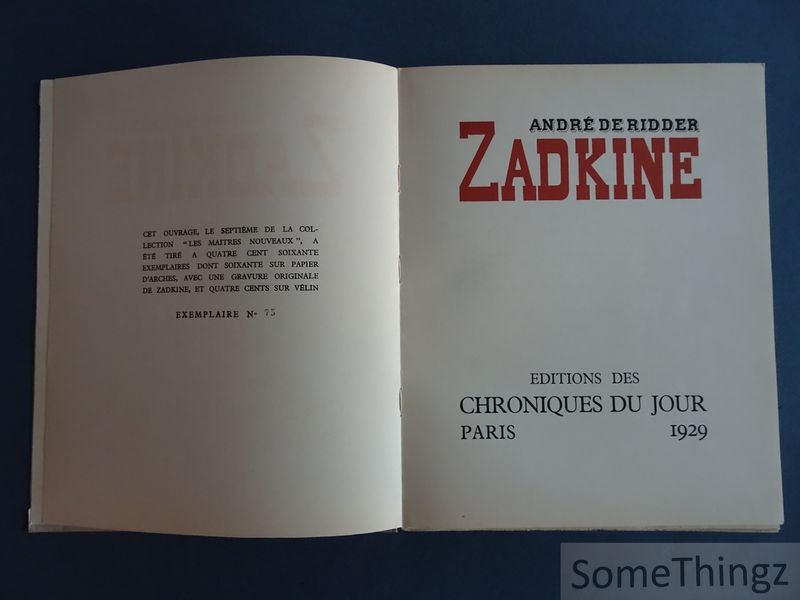 CET OUVRAGE, LE SEPTIÈME DE LA COL-
LECTION "LES MAITRES NOUVEAUX", A
ÉTÉ TIRÉ A QUATRE CENT SOIXANTE
EXEMPLAIRES DONT SOIXANTE SUR PAPIER
D'ARCHES, AVEC UNE GRAVURE ORIGINALE
DE ZADKINE, ET QUATRE CENTS SUR VÉLIN
EXEMPLAIRE No 75
ANDRÉ DE RIDDER
ZADKINE
EDITIONS DES
CHRONIQUES DU JOUR
PARIS 1929
SomeThingz